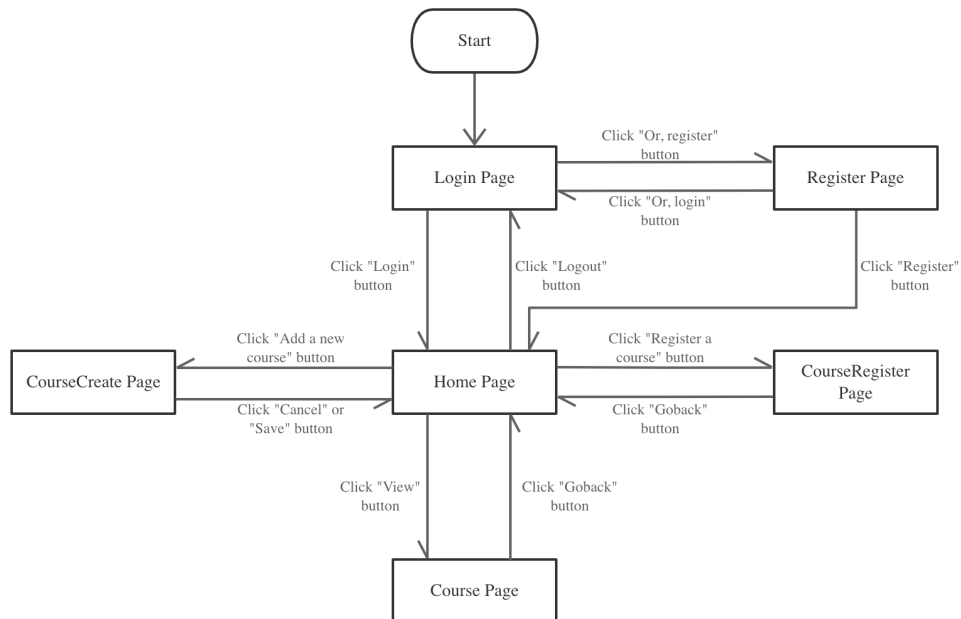 Start
Click "Or, register"
button
Login Page
Register Page
Click "Or, login"
button
Click "Login"
button
Click "Logout"
button
Click "Register"
button
Click "Add a new
course" button
Click "Register a
course" button
CourseCreate Page
Home Page
CourseRegister
Page
Click "Cancel" or
"Save" button
Click "Goback"
button
Click "View"
button
Click "Goback"
button
Course Page